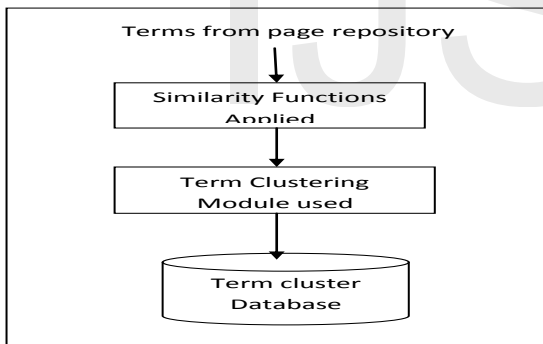 Terms from page repository
Similarity Functions
Applied
Term Clustering
Module used
Term cluster
Database